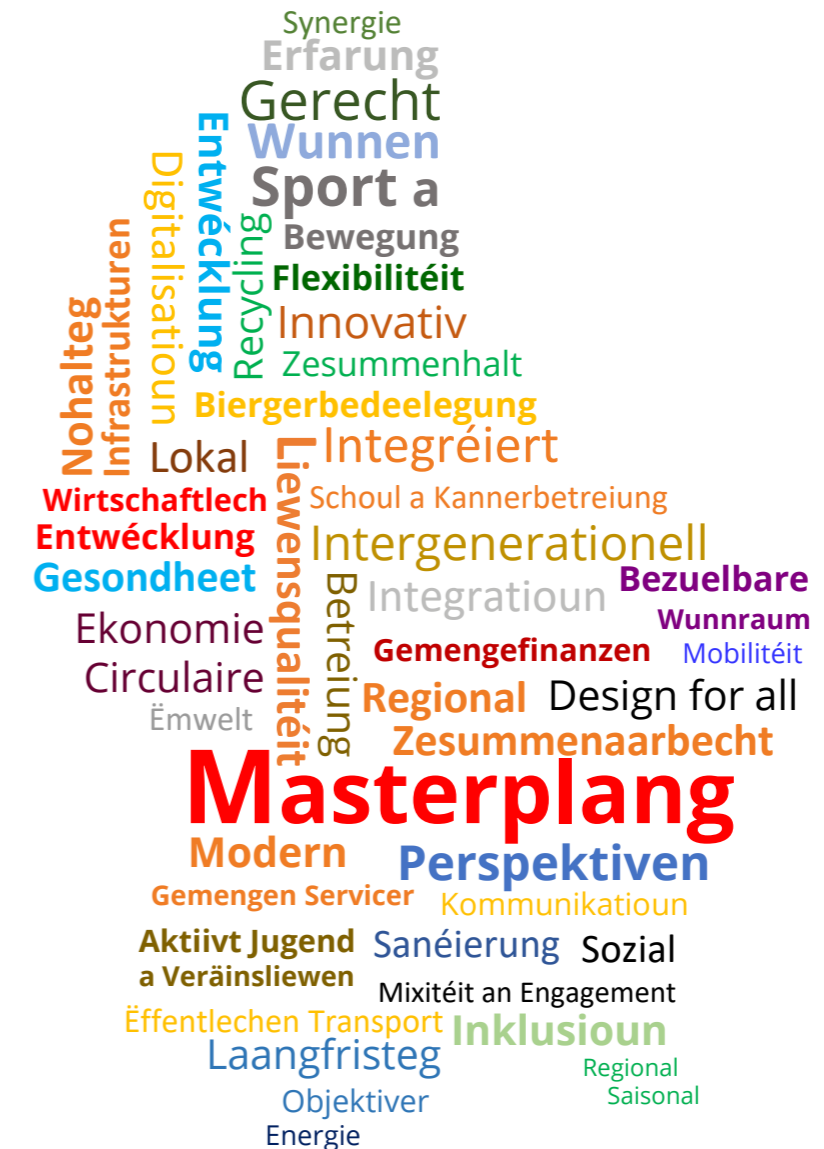 Synergie
Erfarung
Gerecht
Wunnen
Sport a
Bewegung
Flexibilitéit
Innovativ
Zesummenhalt
Entwécklung
Digitalisatioun
Recycling
Infrastrukturen
Nohalteg
Biergerbedeelegung
Lokal
Integréiert
Liewensqualitéit
Wirtschaftlech
Entwécklung
Schoul a Kannerbetreiung
Intergenerationell
Gesondheet
Betreiung
Integratioun
Bezuelbare
Wunnraum
Ekonomie
Circulaire
Gemengefinanzen
Mobilitéit
Regional
Zesummenaarbecht
Design for all
Ëmwelt
Masterplang
Modern
Gemengen Servicer
Perspektiven
Kommunikatioun
Aktiivt Jugend
a Veräinsliewen
Sanéierung
Sozial
Mixitéit an Engagement
Ëffentlechen Transport
Inklusioun
Laangfristeg
Objektiver
Regional
Saisonal
Energie